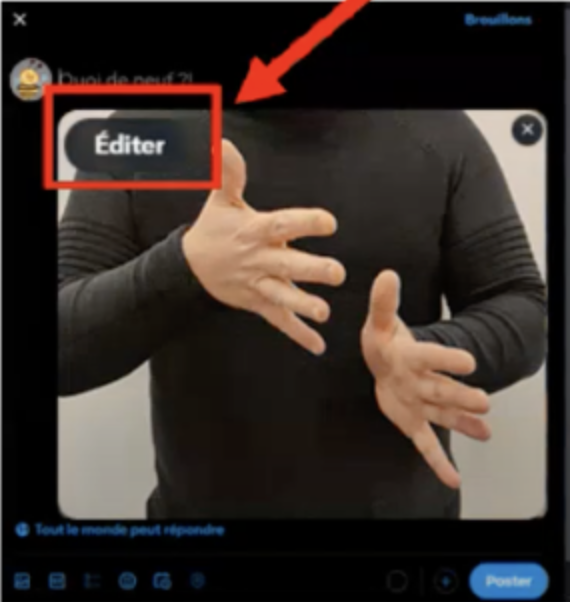 Brouillons
Quoi de neuf ?!
Éditer
Tout le monde peut répondre
Poster